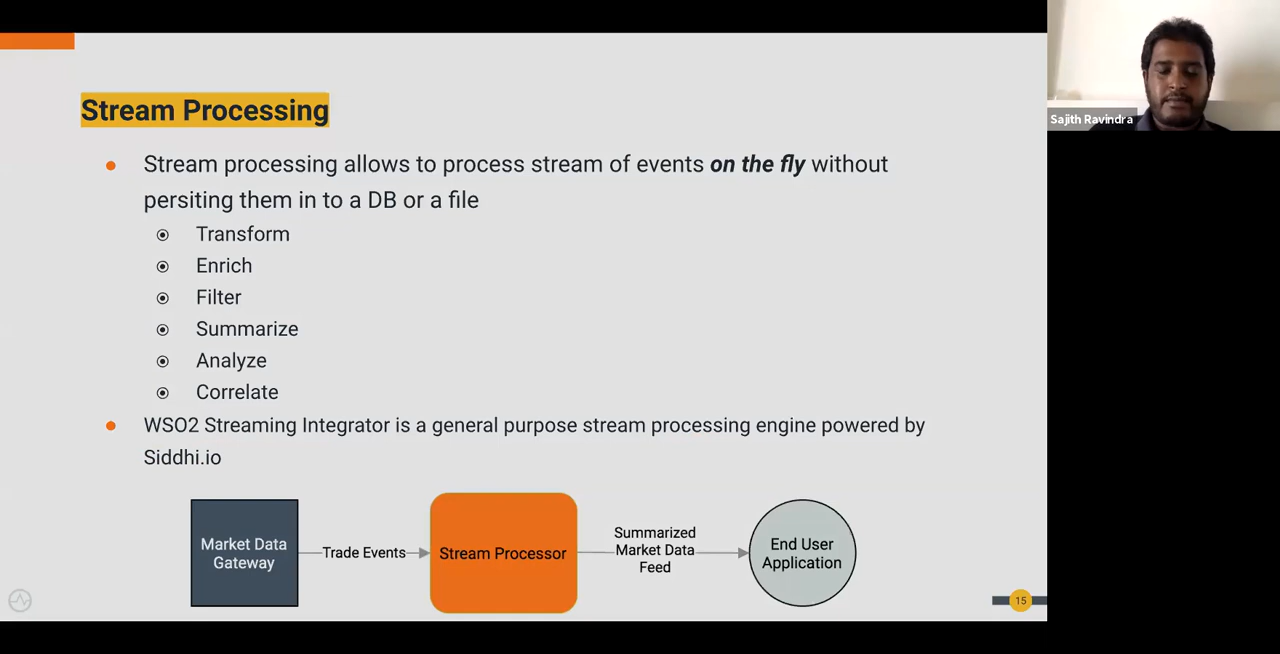 Stream Processing
Stream processing allows to process stream of events on the fly without
persiting them in to a DB or a file
Transform
Enrich
Filter
Summarize
Analyze
Correlate
WSO2 Streaming Integrator is a general purpose stream processing engine powered by
Siddhi.io
Market Data
Gateway
Trade Events
Stream Processor
Summarized
Market Data
Feed
End User
Application
15
Sajith Ravindra